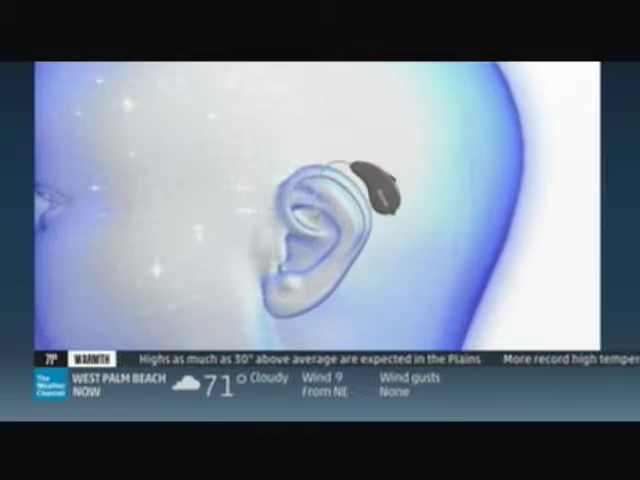 71° WARMTH Highs as much as 30° above average are expected in the Plains More record high temper
The
Weather
Channel
WEST PALM BEACH
NOW
71° Cloudy
Wind 9
From NE
Wind gusts
None